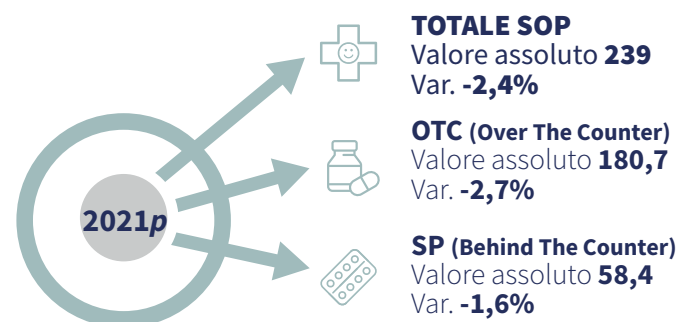 TOTALE SOP
Valore assoluto 239
Var. -2,4%
OTC (Over The Counter)
Valore assoluto 180,7
Var. -2,7%
2021p
SP (Behind The Counter)
Valore assoluto 58,4
Var. -1,6%